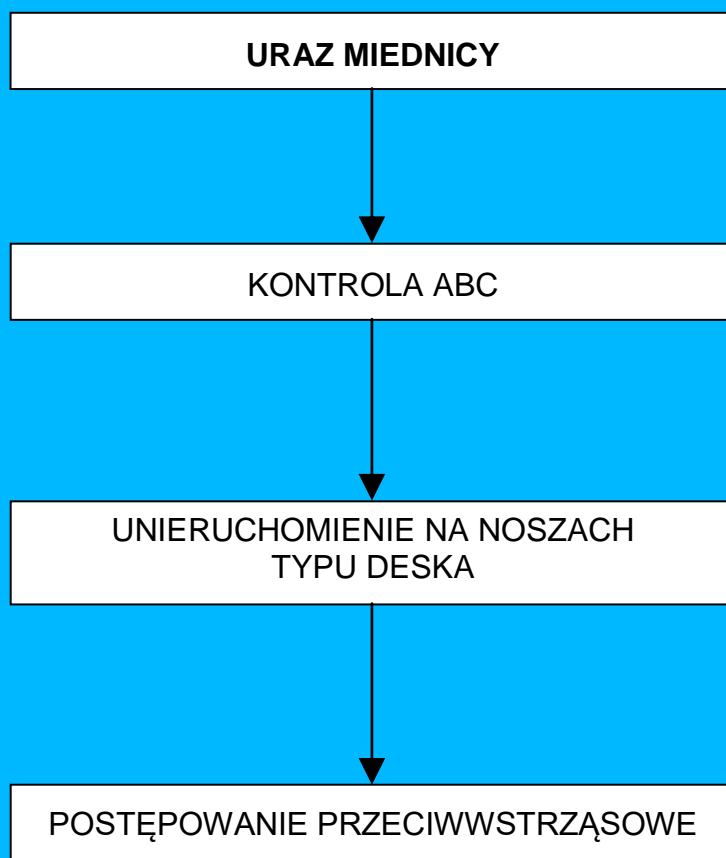 URAZ MIEDNICY
KONTROLA ABC
UNIERUCHOMIENIE NA NOSZACH
TYPU DESKA
POSTĘPOWANIE PRZECIWWSTRZĄSOWE